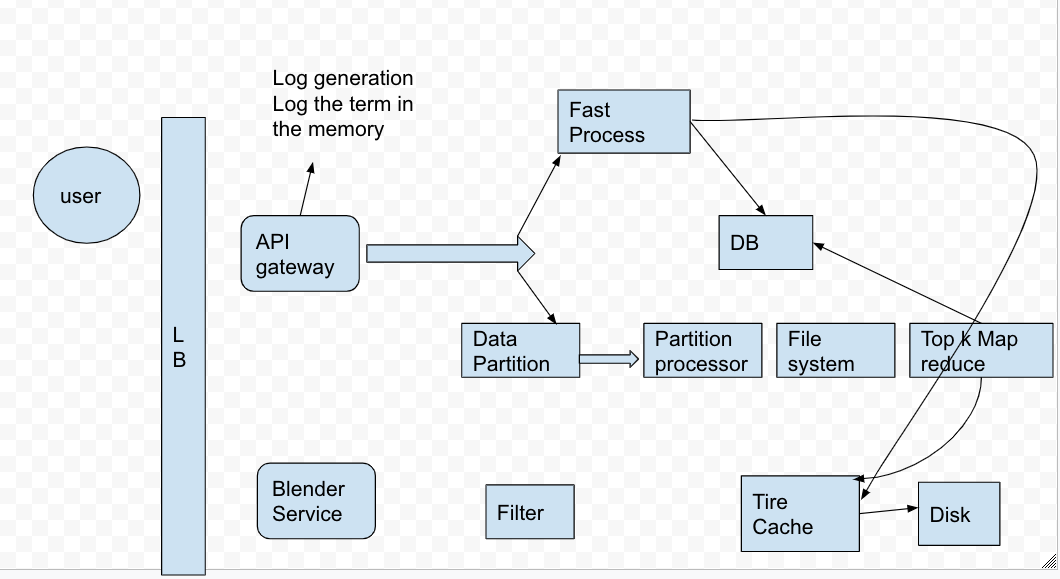 Log generation
Log the term in
the memory
Fast
Process
user
API
gateway
DB
L
B
Data
Partition
Partition
processor
File
system
Top k Map
reduce
Blender
Service
Filter
Tire
Cache
Disk